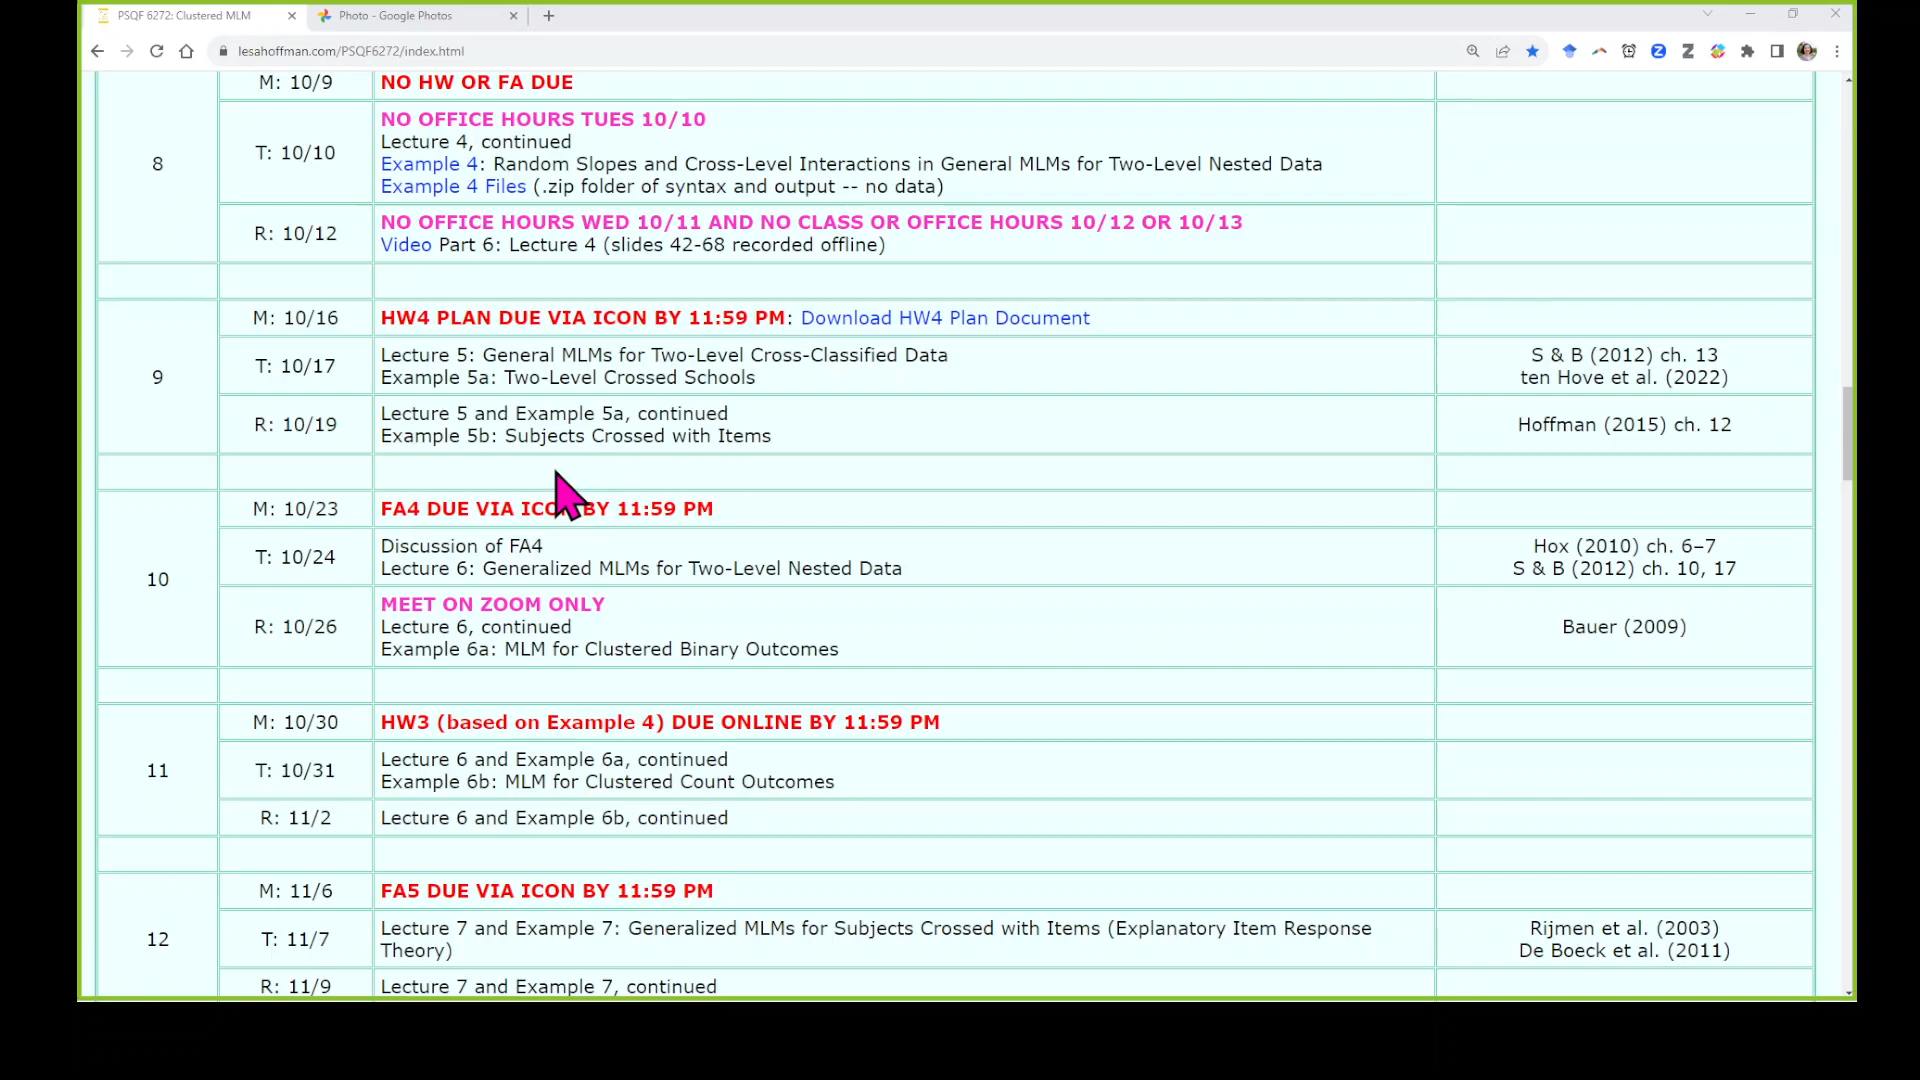 PSQF 6272: Clustered MLM
Photo - Google Photos
lesahoffman.com/PSQF6272/index.html
M: 10/9
NO HW OR FA DUE
8
T: 10/10
NO OFFICE HOURS TUES 10/10
Lecture 4, continued
Example 4: Random Slopes and Cross-Level Interactions in General MLMs for Two-Level Nested Data
Example 4 Files (.zip folder of syntax and output -- no data)
R: 10/12
NO OFFICE HOURS WED 10/11 AND NO CLASS OR OFFICE HOURS 10/12 OR 10/13
Video Part 6: Lecture 4 (slides 42-68 recorded offline)
9
M: 10/16
HW4 PLAN DUE VIA ICON BY 11:59 PM: Download HW4 Plan Document
T: 10/17
Lecture 5: General MLMs for Two-Level Cross-Classified Data
Example 5a: Two-Level Crossed Schools
S & B (2012) ch. 13
ten Hove et al. (2022)
R: 10/19
Lecture 5 and Example 5a, continued
Example 5b: Subjects Crossed with Items
Hoffman (2015) ch. 12
10
M: 10/23
FA4 DUE VIA ICON BY 11:59 PM
T: 10/24
Discussion of FA4
Lecture 6: Generalized MLMs for Two-Level Nested Data
Hox (2010) ch. 6–7
S & B (2012) ch. 10, 17
R: 10/26
MEET ON ZOOM ONLY
Lecture 6, continued
Example 6a: MLM for Clustered Binary Outcomes
Bauer (2009)
11
M: 10/30
HW3 (based on Example 4) DUE ONLINE BY 11:59 PM
T: 10/31
Lecture 6 and Example 6a, continued
Example 6b: MLM for Clustered Count Outcomes
R: 11/2
Lecture 6 and Example 6b, continued
12
M: 11/6
FA5 DUE VIA ICON BY 11:59 PM
T: 11/7
Lecture 7 and Example 7: Generalized MLMs for Subjects Crossed with Items (Explanatory Item Response
Theory)
Rijmen et al. (2003)
De Boeck et al. (2011)
R: 11/9
Lecture 7 and Example 7, continued